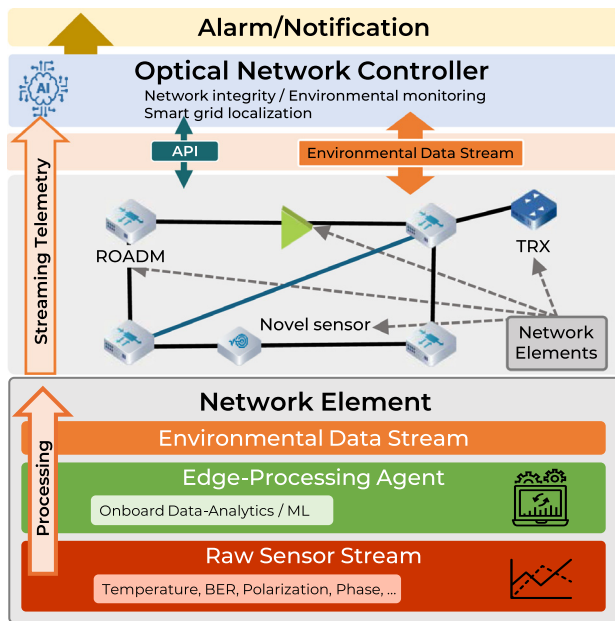 Alarm/Notification
Optical Network Controller
AI
Network integrity / Environmental monitoring
Smart grid localization
API
Environmental Data Stream
Streaming Telemetry
ROADM
TRX
Novel sensor
Network
Elements
Network Element
Processing
Environmental Data Stream
Edge-Processing Agent
Onboard Data-Analytics / ML
Raw Sensor Stream
Temperature, BER, Polarization, Phase, ...